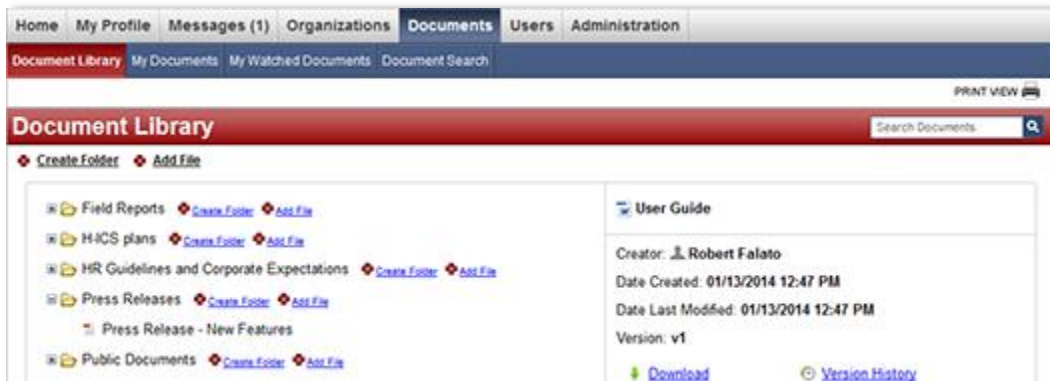 Home My Profile Messages (1) Organizations Documents Users Administration
Document Library My Documents My Watched Documents Document Search
PRINT VIEW
Document Library
Search Documents
Create Folder Add File
Field Reports Create Folder Add File
H-ICS plans Create Folder Add File
HR Guidelines and Corporate Expectations Create Folder Add File
Press Releases Create Folder Add File
Press Release - New Features
Public Documents Create Folder Add File
User Guide
Creator: Robert Falato
Date Created: 01/13/2014 12:47 PM
Date Last Modified: 01/13/2014 12:47 PM
Version: v1
Download Version History